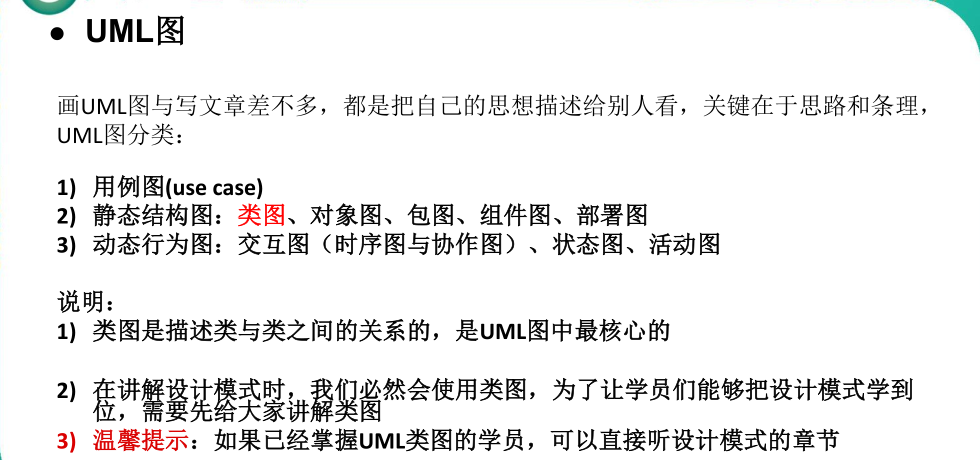 ● UML图
画UML图与写文章差不多，都是把自己的思想描述给别人看，关键在于思路和条理，
UML图分类：
1) 用例图(use case)
2) 静态结构图：类图、对象图、包图、组件图、部署图
3) 动态行为图：交互图（时序图与协作图）、状态图、活动图
说明：
1) 类图是描述类与类之间的关系的，是UML图中最核心的
2) 在讲解设计模式时，我们必然会使用类图，为了让学员们能够把设计模式学到
位，需要先给大家讲解类图
3) 温馨提示：如果已经掌握UML类图的学员，可以直接听设计模式的章节